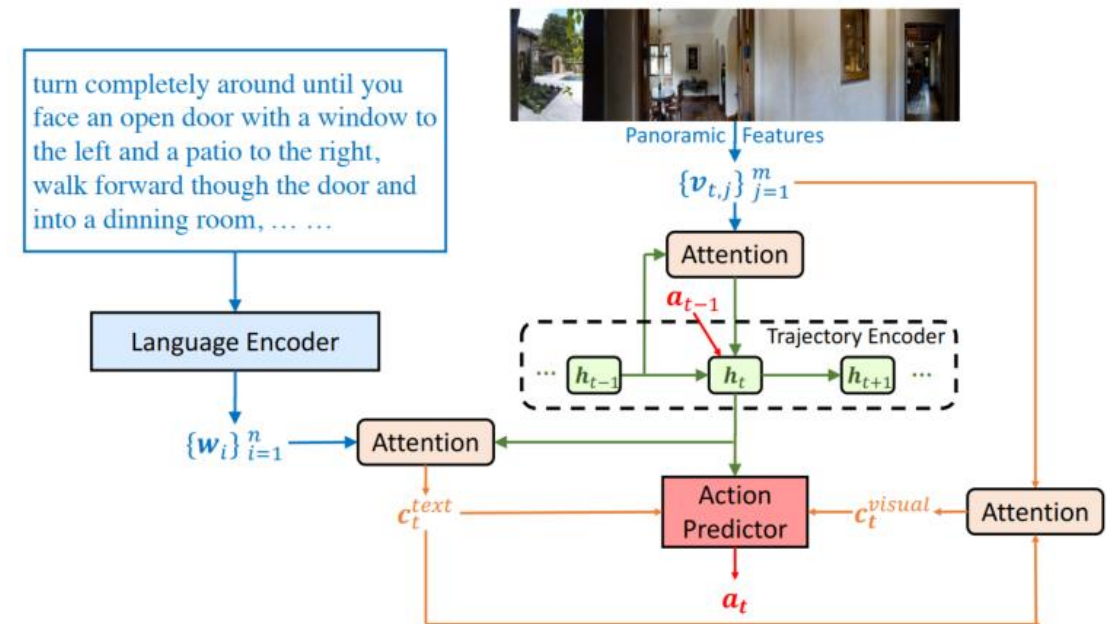 turn completely around until you
face an open door with a window to
the left and a patio to the right,
walk forward though the door and
into a dinning room, … …
Panoramic Features
{v_{t,j}}_{j=1}^{m}
Attention
a_{t−1}
Trajectory Encoder
Language Encoder
… h_{t−1} h_t h_{t+1} …
{w_i}_{i=1}^{n}
Attention
c_t^{text}
Action
Predictor
c_t^{visual}
Attention
a_t